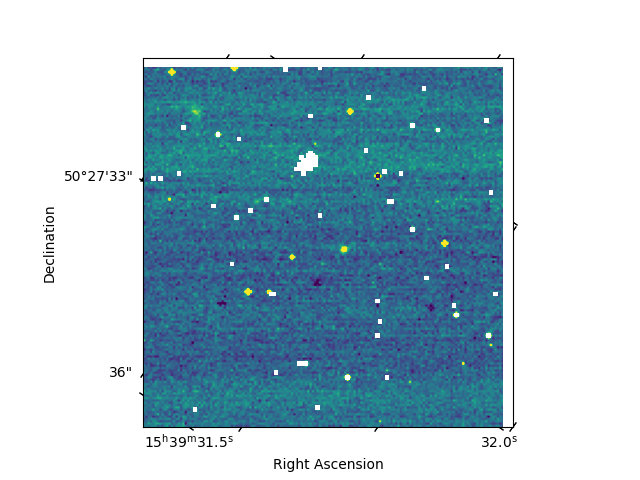 50°27'33"
Declination
36"
15ʰ39ᵐ31.5ˢ
32.0ˢ
Right Ascension